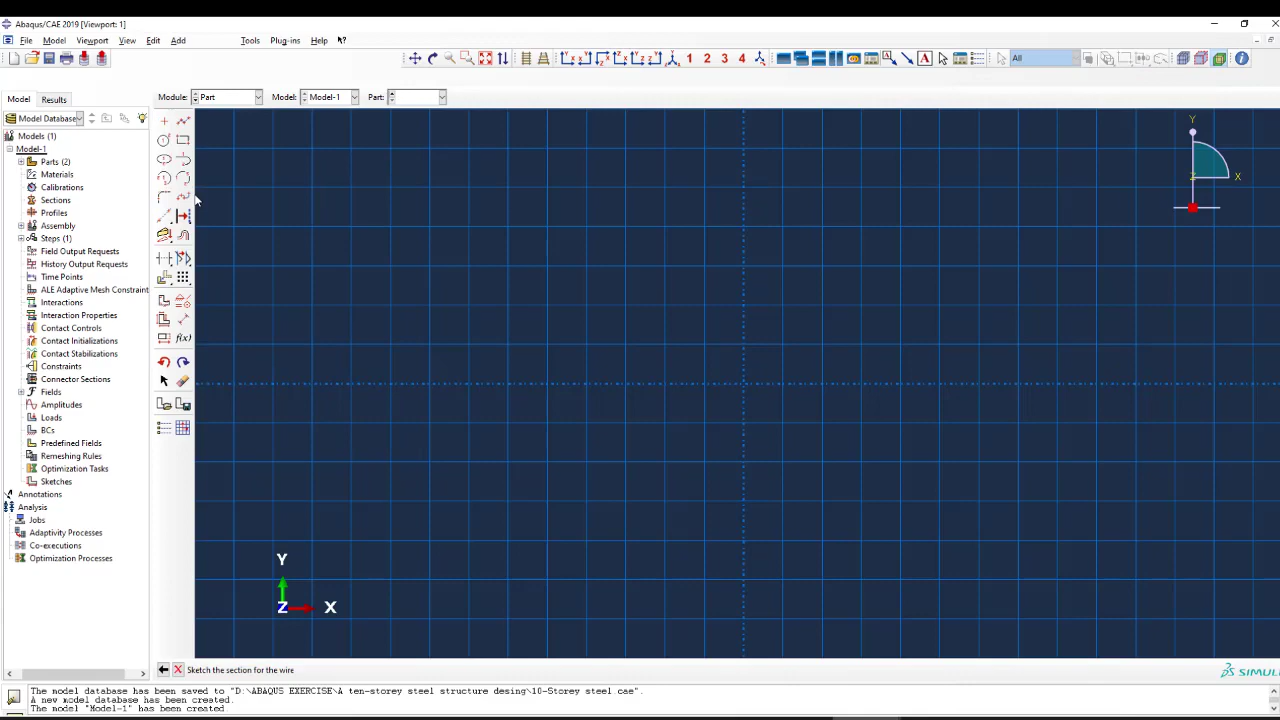 Abaqus/CAE 2019 [Viewport: 1]
File Model Viewport View Edit Add Tools Plug-ins Help
1 2 3 4 A All
Model Results Module: Part Model: Model-1 Part:
Model Database
Models (1)
Model-1
Parts (2)
Materials
Calibrations
Sections
Profiles
Assembly
Steps (1)
Field Output Requests
History Output Requests
Time Points
ALE Adaptive Mesh Constraint
Interactions
Interaction Properties
Contact Controls
Contact Initializations
Contact Stabilizations
Constraints
Connector Sections
Fields
Amplitudes
Loads
BCs
Predefined Fields
Remeshing Rules
Optimization Tasks
Sketches
Annotations
Analysis
Jobs
Adaptivity Processes
Co-executions
Optimization Processes
f(x)
Y
X
Z
Y
Z X
Sketch the section for the wire
SIMULI
The model database has been saved to "D:\ABAQUS EXERCISE\A ten-storey steel structure desing\10-Storey steel.cae".
A new model database has been created.
The model "Model-1" has been created.